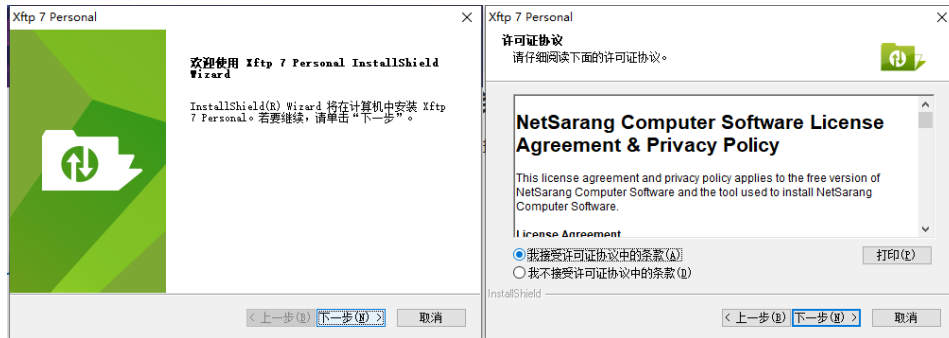 Xftp 7 Personal
欢迎使用 Xftp 7 Personal InstallShield
Wizard
InstallShield(R) Wizard 将在计算机中安装 Xftp
7 Personal。若要继续，请单击“下一步”。
< 上一步(B)
下一步(N) >
取消
Xftp 7 Personal
许可证协议
请仔细阅读下面的许可证协议。
NetSarang Computer Software License
Agreement & Privacy Policy
This license agreement and privacy policy applies to the free version of
NetSarang Computer Software and the tool used to install NetSarang
Computer Software.
License Agreement
我接受许可证协议中的条款(A)
打印(P)
我不接受许可证协议中的条款(D)
InstallShield
< 上一步(B)
下一步(N) >
取消